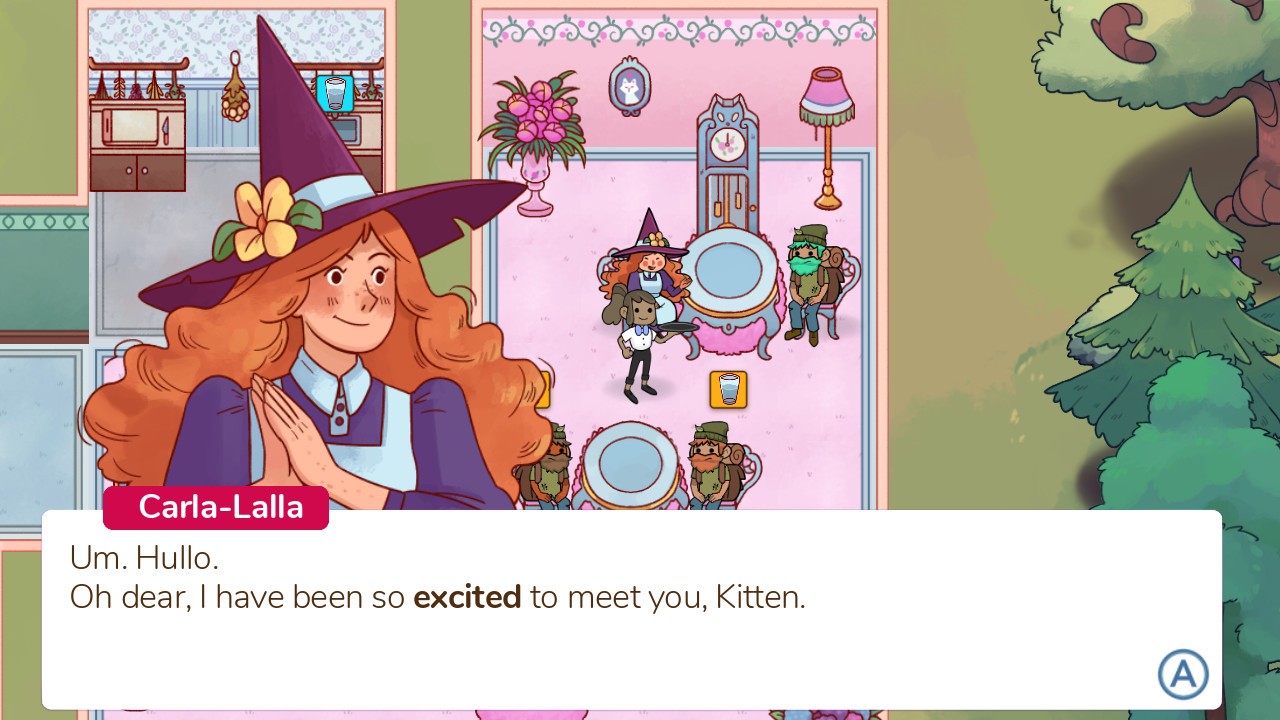 Carla-Lalla
Um. Hullo.
Oh dear, I have been so excited to meet you, Kitten.
A